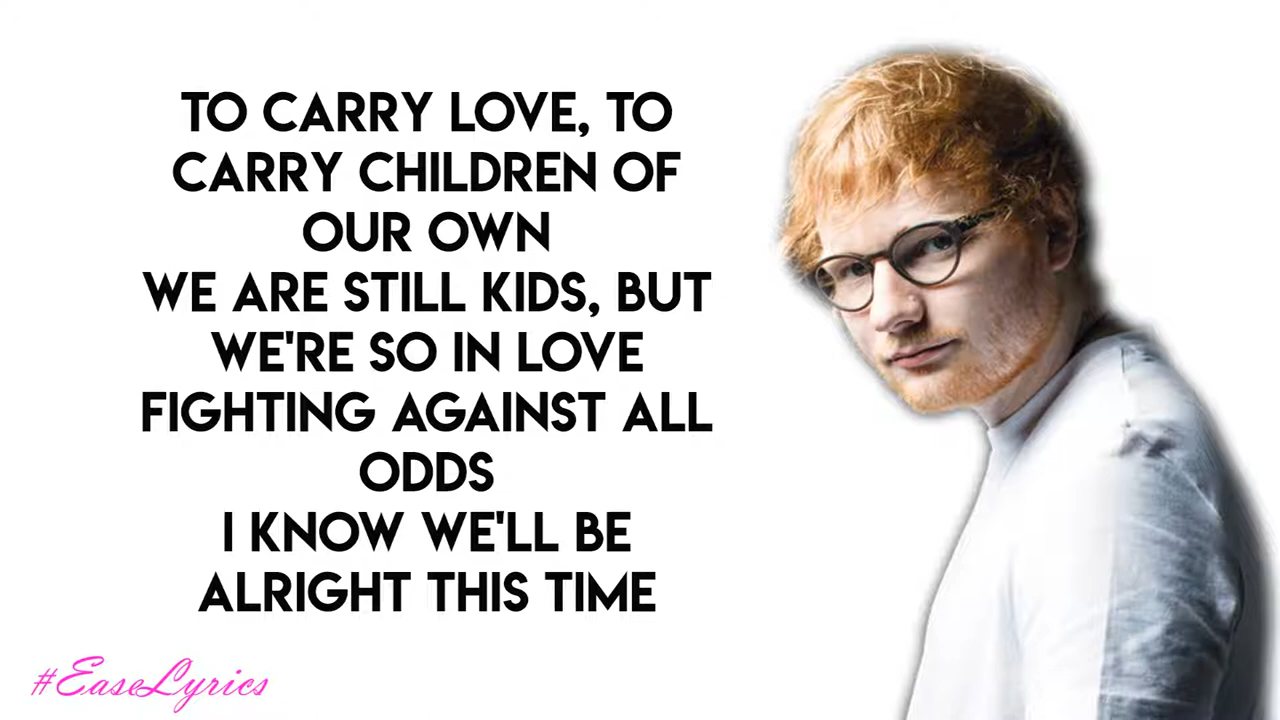 TO CARRY LOVE, TO
CARRY CHILDREN OF
OUR OWN
WE ARE STILL KIDS, BUT
WE'RE SO IN LOVE
FIGHTING AGAINST ALL
ODDS
I KNOW WE'LL BE
ALRIGHT THIS TIME
#EaseLyrics